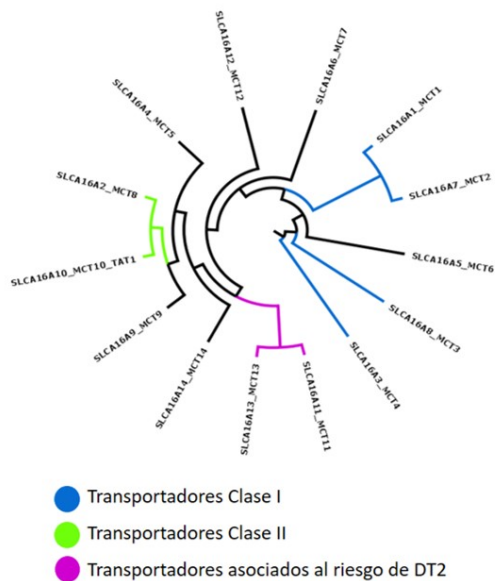 SLCA16A12_MCT12
SLCA16A6_MCT7
SLCA16A1_MCT1
SLCA16A7_MCT2
SLCA16A5_MCT6
SLCA16A8_MCT3
SLCA16A3_MCT4
SLCA16A11_MCT11
SLCA16A13_MCT13
SLCA16A14_MCT14
SLCA16A9_MCT9
SLCA16A10_MCT10_TAT1
SLCA16A2_MCT8
SLCA16A4_MCT5
Transportadores Clase I
Transportadores Clase II
Transportadores asociados al riesgo de DT2